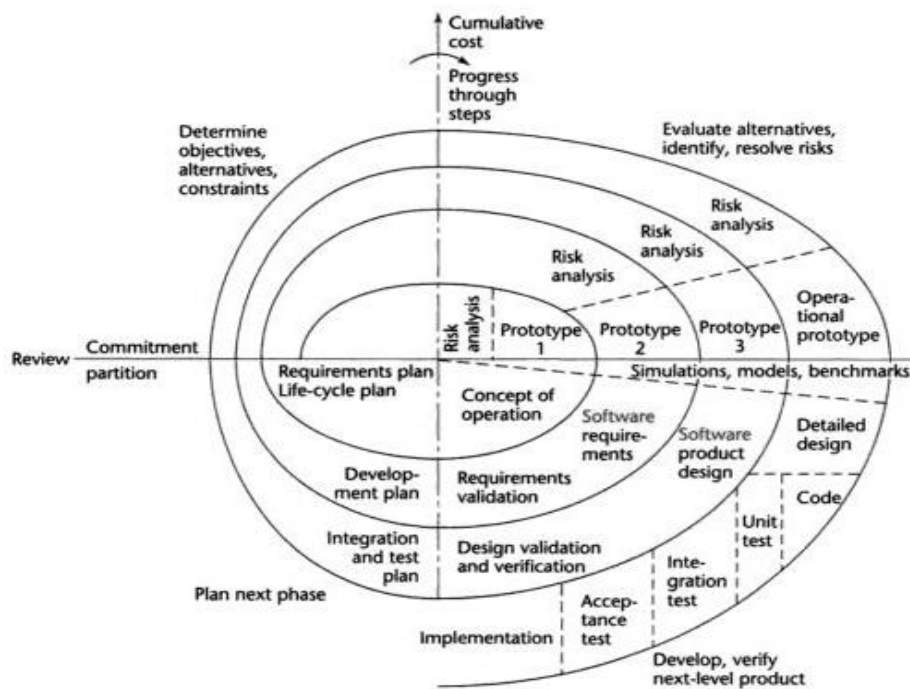 Cumulative
cost
Progress
through
steps
Determine
objectives,
alternatives,
constraints
Evaluate alternatives,
identify, resolve risks
Risk
analysis
Risk
analysis
Risk
analysis
Risk
analysis
Prototype
1
Prototype
2
Prototype
3
Opera-
tional
prototype
Review
Commitment
partition
Requirements plan
Life-cycle plan
Simulations, models, benchmarks
Concept of
operation
Software
require-
ments
Software
product
design
Detailed
design
Develop-
ment plan
Requirements
validation
Code
Unit
test
Integration
and test
plan
Design validation
and verification
Inte-
gration
test
Plan next phase
Accep-
tance
test
Implementation
Develop, verify
next-level product